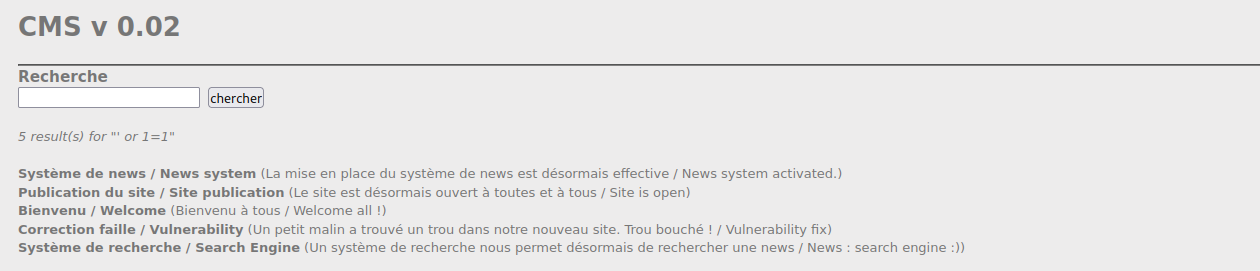 CMS v 0.02
Recherche
chercher
5 result(s) for "' or 1=1"
Système de news / News system (La mise en place du système de news est désormais effective / News system activated.)
Publication du site / Site publication (Le site est désormais ouvert à toutes et à tous / Site is open)
Bienvenu / Welcome (Bienvenu à tous / Welcome all !)
Correction faille / Vulnerability (Un petit malin a trouvé un trou dans notre nouveau site. Trou bouché ! / Vulnerability fix)
Système de recherche / Search Engine (Un système de recherche nous permet désormais de rechercher une news / News : search engine :))